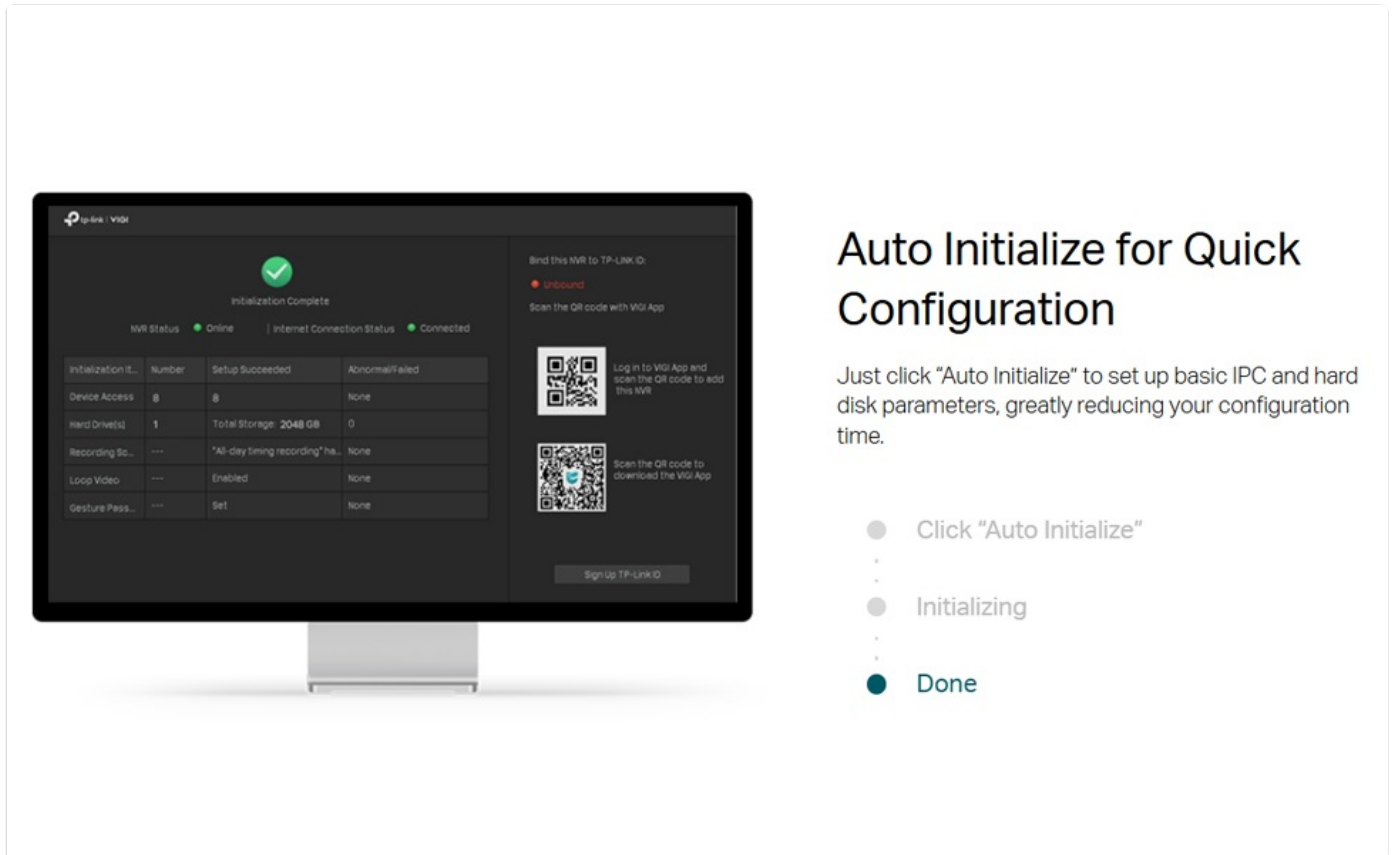 tp-link | VIGI
Initialization Complete
NVR Status Online | Internet Connection Status Connected
Initialization It... Number Setup Succeeded Abnormal/Failed
Device Access 8 8 None
Hard Drive(s) 1 Total Storage: 2048 GB 0
Recording Sc... --- "All-day timing recording" ha... None
Loop Video --- Enabled None
Gesture Pass... --- Set None
Bind this NVR to TP-LINK ID:
Unbound
Scan the QR code with VIGI App
Log in to VIGI App and
scan the QR code to add
this NVR
Scan the QR code to
download the VIGI App
Sign Up TP-Link ID
Auto Initialize for Quick
Configuration
Just click “Auto Initialize” to set up basic IPC and hard
disk parameters, greatly reducing your configuration
time.
Click “Auto Initialize”
Initializing
Done